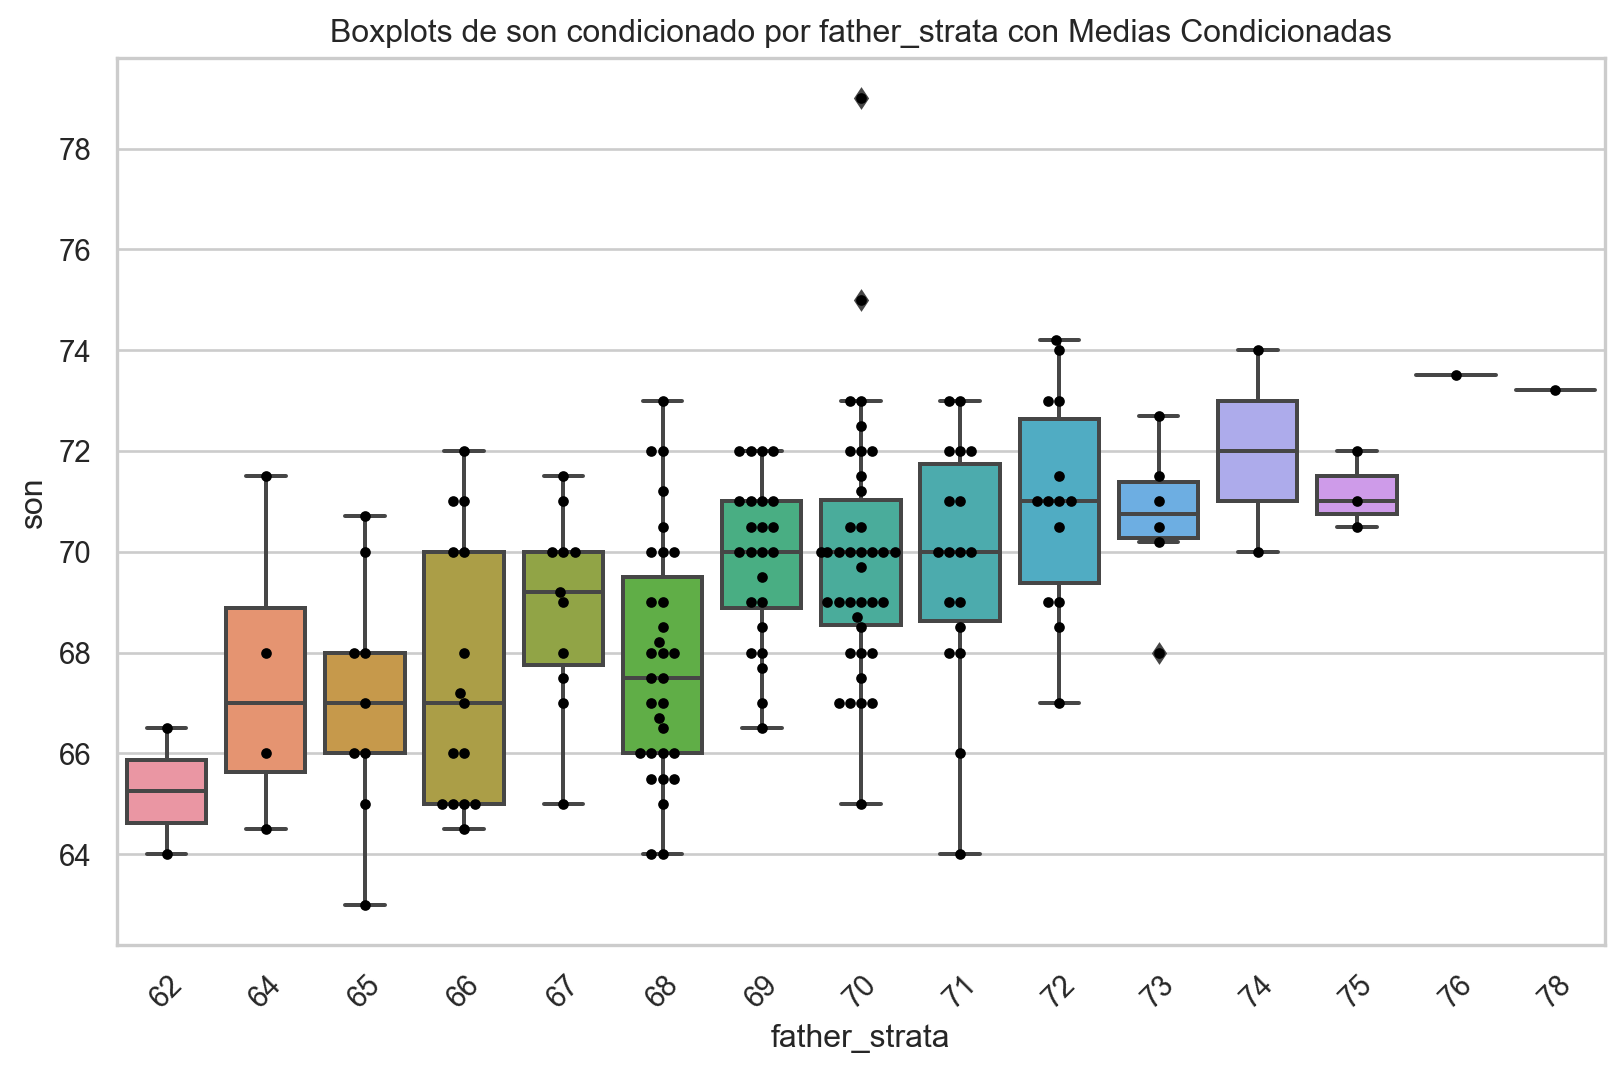 Boxplots de son condicionado por father_strata con Medias Condicionadas
78
76
74
72
70
68
66
64
son
62 64 65 66 67 68 69 70 71 72 73 74 75 76 78
father_strata